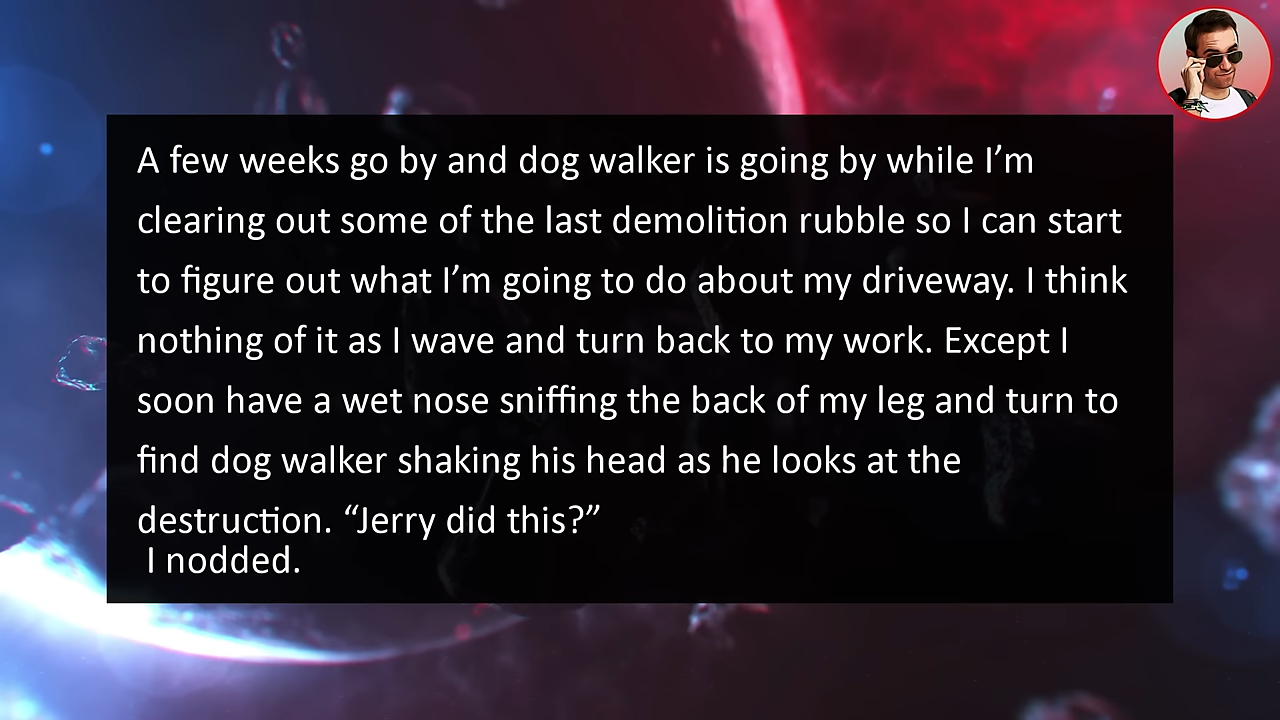 A few weeks go by and dog walker is going by while I’m
clearing out some of the last demolition rubble so I can start
to figure out what I’m going to do about my driveway. I think
nothing of it as I wave and turn back to my work. Except I
soon have a wet nose sniffing the back of my leg and turn to
find dog walker shaking his head as he looks at the
destruction. “Jerry did this?”
I nodded.